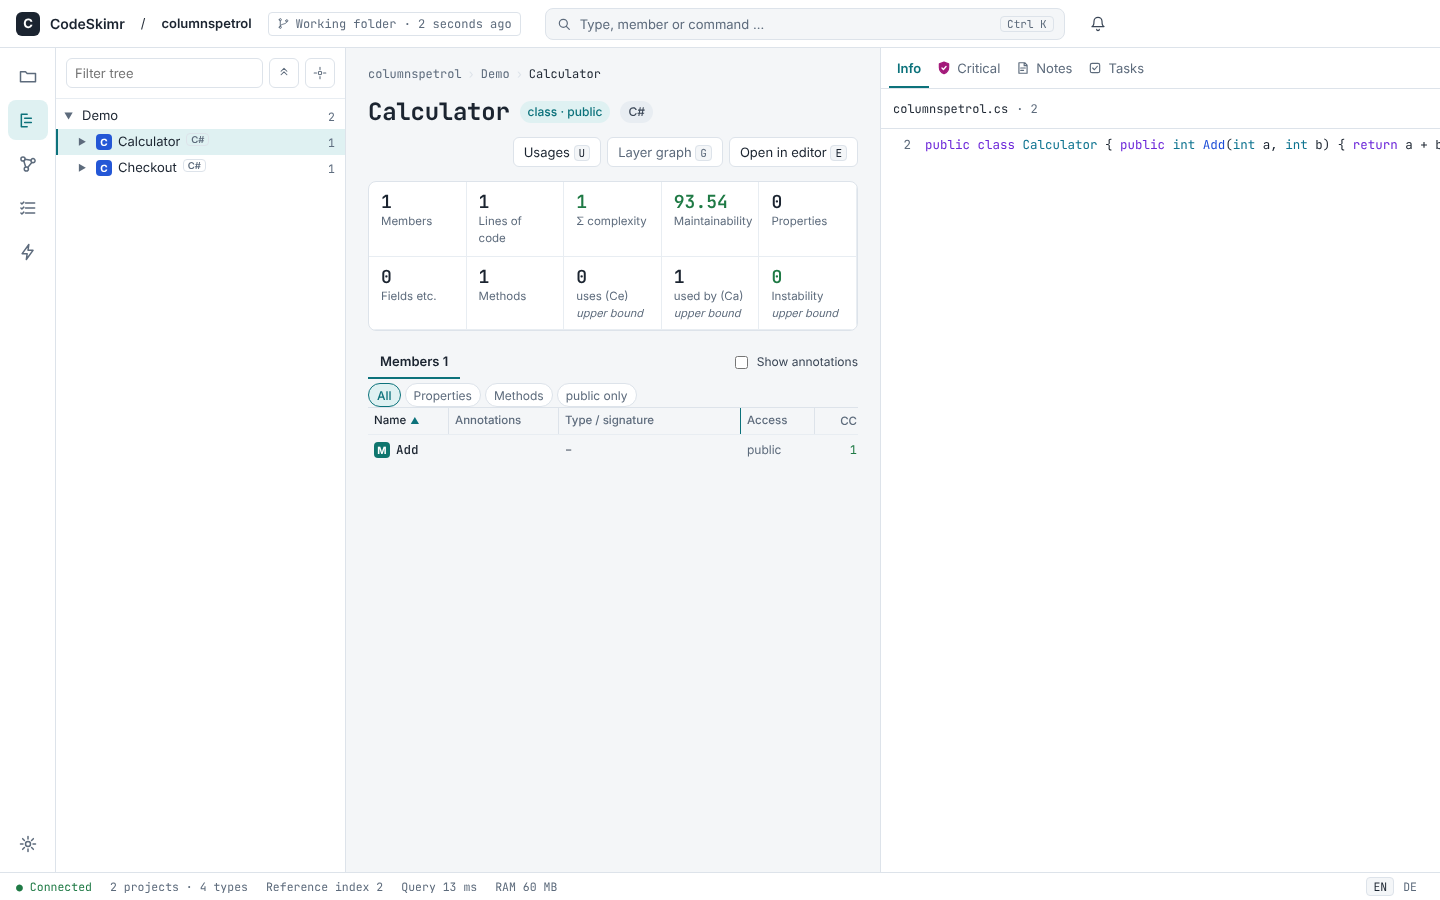 C CodeSkimr / columnspetrol Working folder · 2 seconds ago Type, member or command ... Ctrl K
Filter tree
Demo 2
C Calculator C# 1
C Checkout C# 1
columnspetrol › Demo › Calculator
Calculator class · public C#
Usages U Layer graph G Open in editor E
1 Members
1 Lines of code
1 Σ complexity
93.54 Maintainability
0 Properties
0 Fields etc.
1 Methods
0 uses (Ce) upper bound
1 used by (Ca) upper bound
0 Instability upper bound
Members 1 Show annotations
All Properties Methods public only
Name ▲ Annotations Type / signature Access CC
M Add – public 1
Info Critical Notes Tasks
columnspetrol.cs · 2
2 public class Calculator { public int Add(int a, int b) { return a + b
● Connected 2 projects · 4 types Reference index 2 Query 13 ms RAM 60 MB EN DE